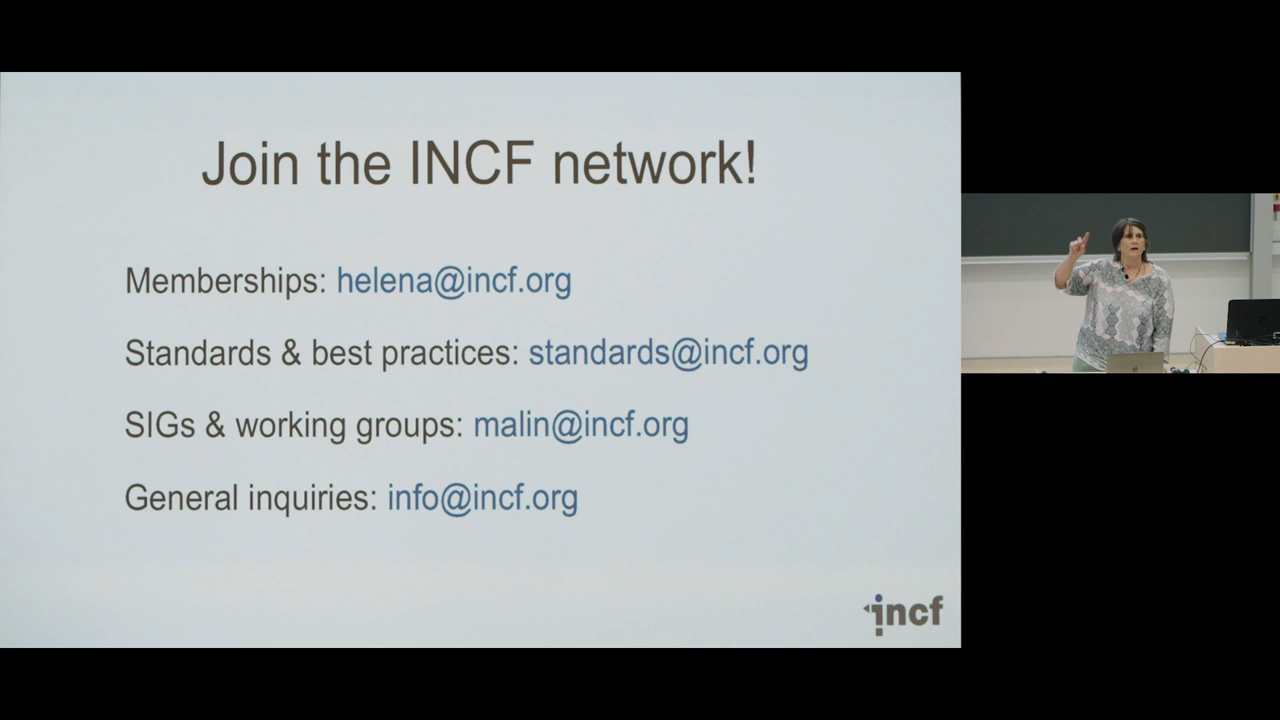 Join the INCF network!
Memberships: helena@incf.org
Standards & best practices: standards@incf.org
SIGs & working groups: malin@incf.org
General inquiries: info@incf.org
incf